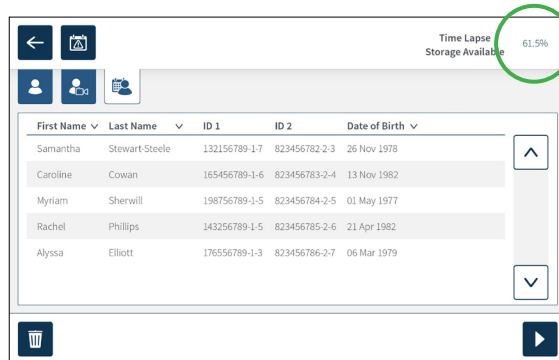 Time Lapse
Storage Available
61.5%
First Name Last Name ID 1 ID 2 Date of Birth
Samantha Stewart-Steele 132156789-1-7 823456782-2-3 26 Nov 1978
Caroline Cowan 165456789-1-6 823456783-2-4 13 Nov 1982
Myriam Sherwill 198756789-1-5 823456784-2-5 01 May 1977
Rachel Phillips 143256789-1-5 823456785-2-6 21 Apr 1982
Alyssa Elliott 176556789-1-3 823456786-2-7 06 Mar 1979